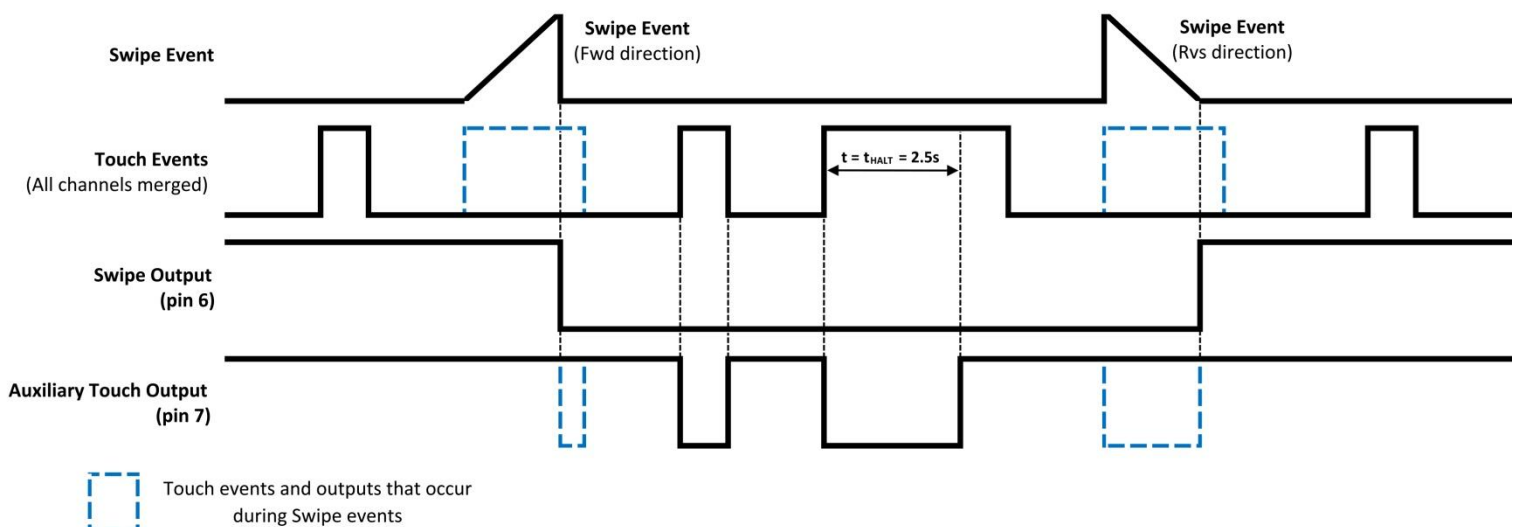 Swipe Event
Swipe Event
(Fwd direction)
Swipe Event
(Rvs direction)
Touch Events
(All channels merged)
t = tHALT = 2.5s
Swipe Output
(pin 6)
Auxiliary Touch Output
(pin 7)
Touch events and outputs that occur
during Swipe events